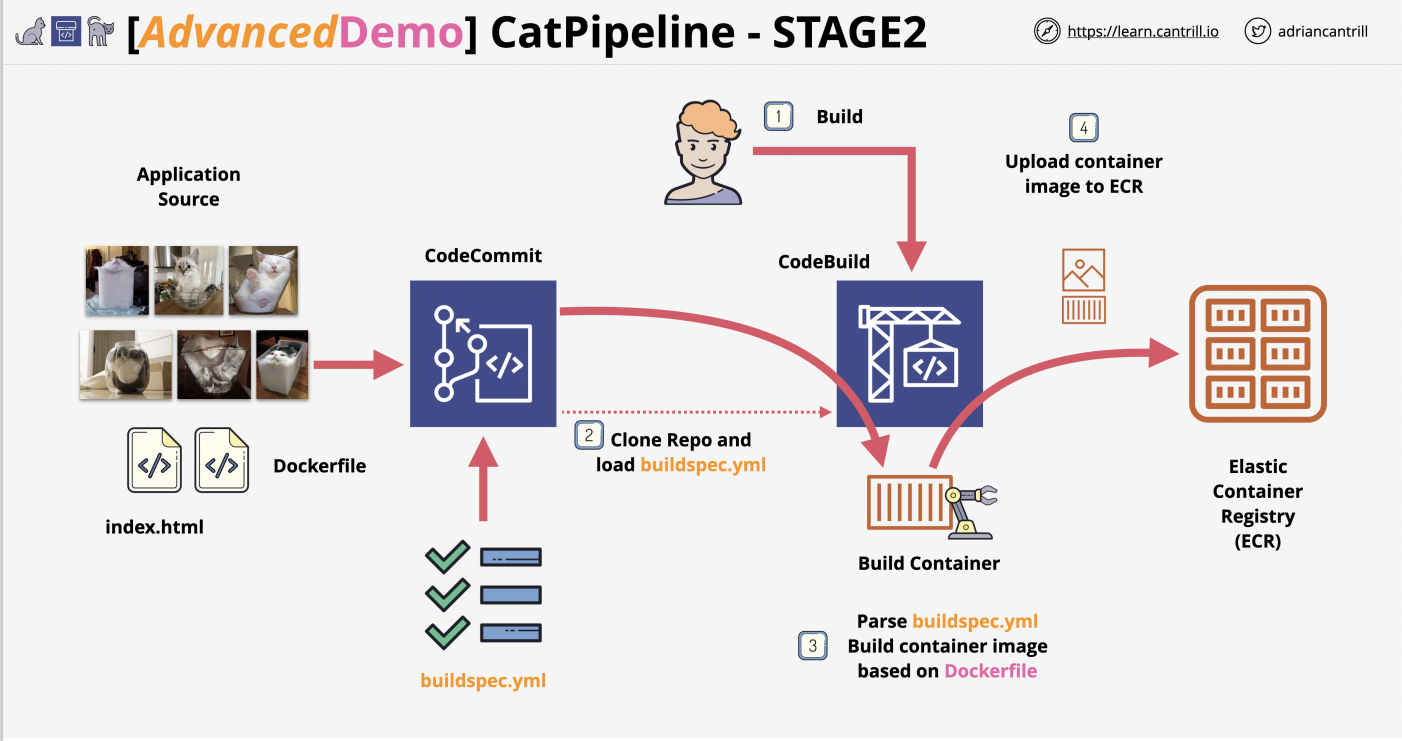 [AdvancedDemo] CatPipeline - STAGE2
https://learn.cantrill.io
adriancantrill
1
Build
4
Upload container
image to ECR
Application
Source
CodeCommit
CodeBuild
2
Clone Repo and
load buildspec.yml
Dockerfile
index.html
Elastic
Container
Registry
(ECR)
Build Container
3
Parse buildspec.yml
Build container image
based on Dockerfile
buildspec.yml